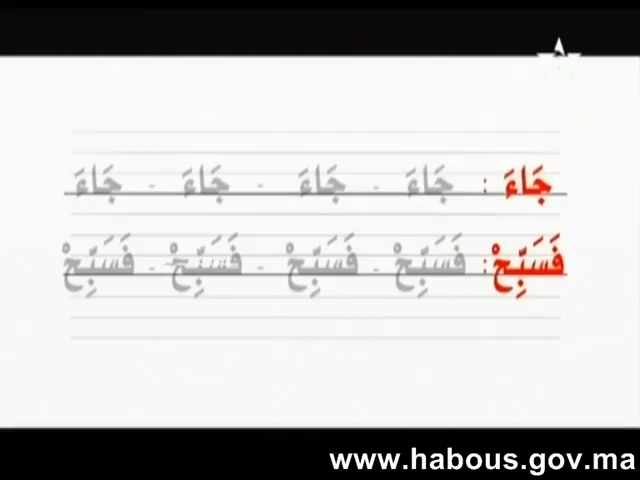 جَاءَ : جَاءَ - جَاءَ - جَاءَ - جَاءَ
فَسَبِّحْ : فَسَبِّحْ - فَسَبِّحْ - فَسَبِّحْ - فَسَبِّحْ
www.habous.gov.ma